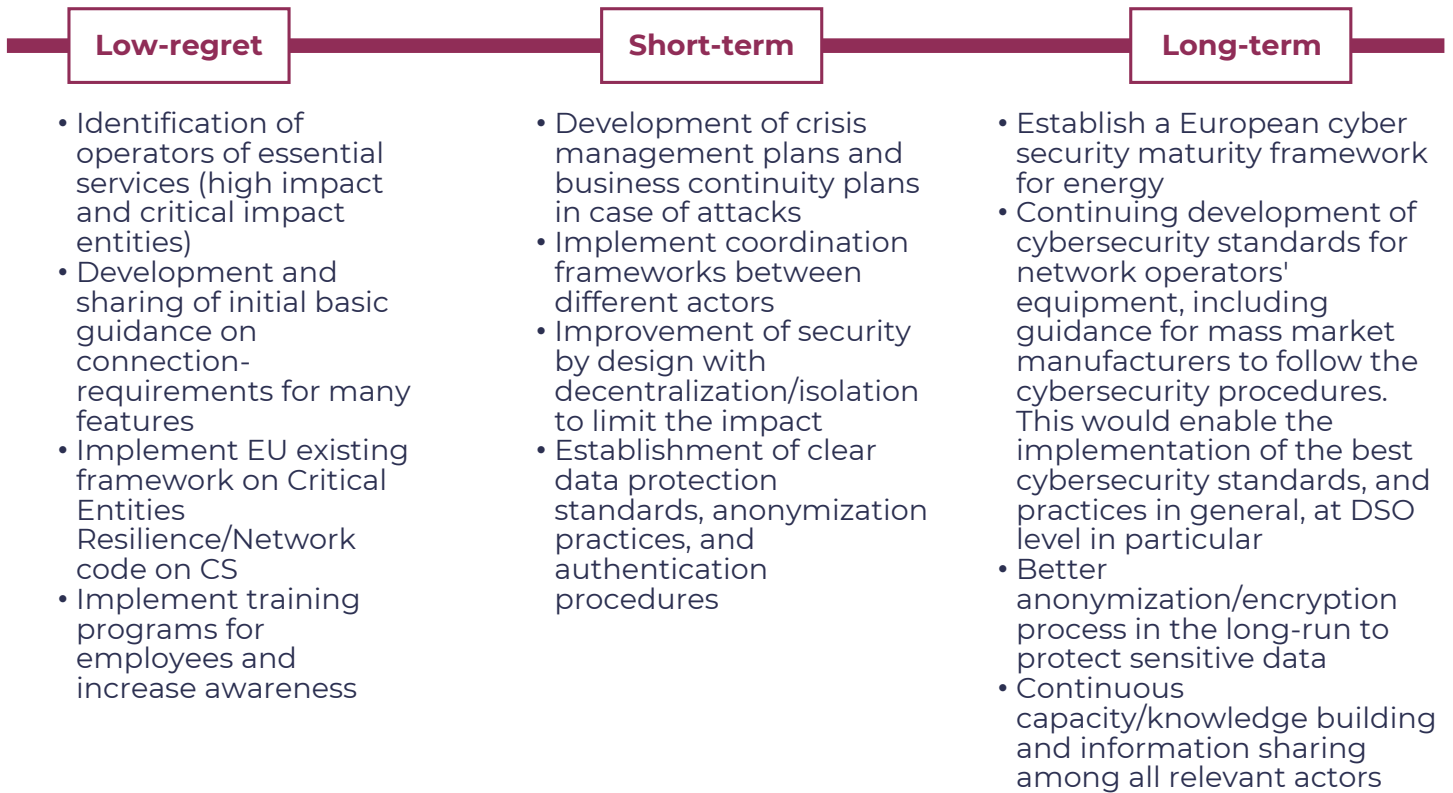 Low-regret
• Identification of
operators of essential
services (high impact
and critical impact
entities)
• Development and
sharing of initial basic
guidance on
connection-
requirements for many
features
• Implement EU existing
framework on Critical
Entities
Resilience/Network
code on CS
• Implement training
programs for
employees and
increase awareness
Short-term
• Development of crisis
management plans and
business continuity plans
in case of attacks
• Implement coordination
frameworks between
different actors
• Improvement of security
by design with
decentralization/isolation
to limit the impact
• Establishment of clear
data protection
standards, anonymization
practices, and
authentication
procedures
Long-term
• Establish a European cyber
security maturity framework
for energy
• Continuing development of
cybersecurity standards for
network operators'
equipment, including
guidance for mass market
manufacturers to follow the
cybersecurity procedures.
This would enable the
implementation of the best
cybersecurity standards, and
practices in general, at DSO
level in particular
• Better
anonymization/encryption
process in the long-run to
protect sensitive data
• Continuous
capacity/knowledge building
and information sharing
among all relevant actors